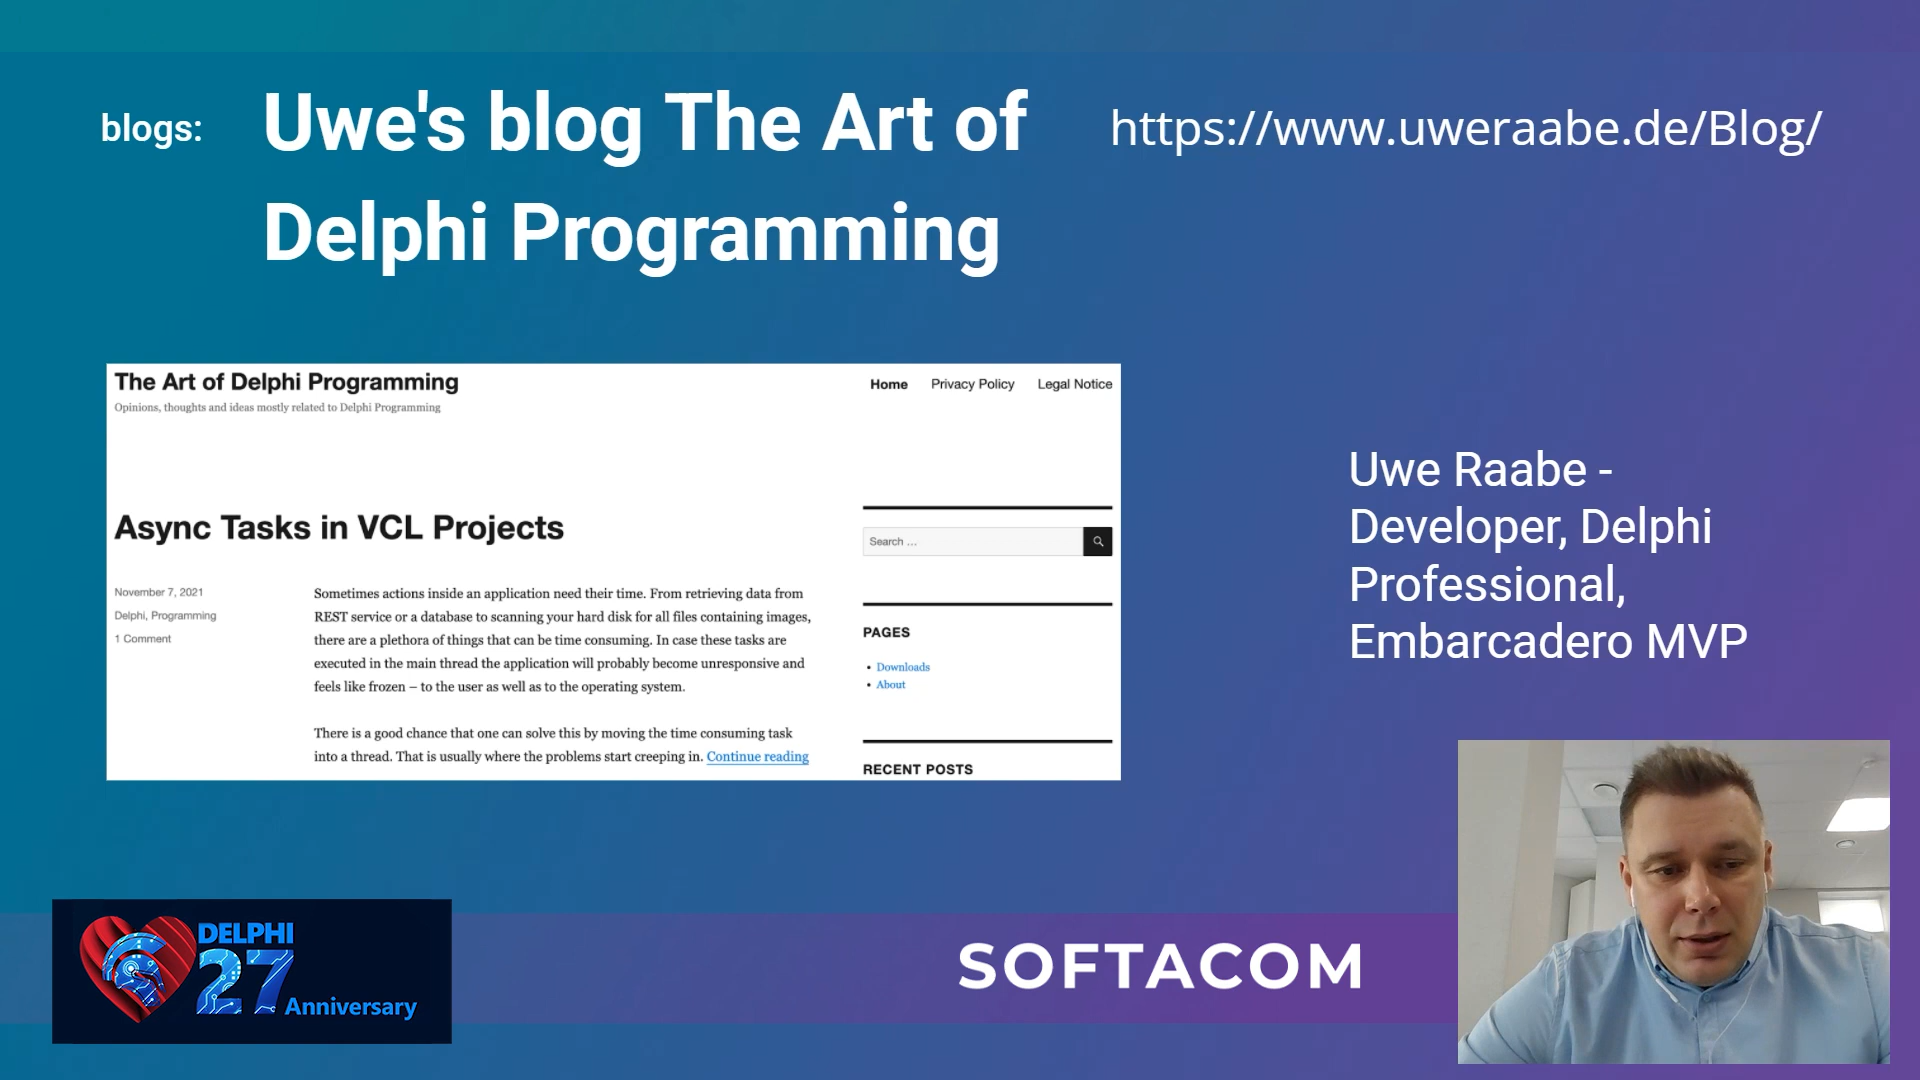 blogs:
Uwe's blog The Art of
Delphi Programming
https://www.uweraabe.de/Blog/
The Art of Delphi Programming
Opinions, thoughts and ideas mostly related to Delphi Programming
Home Privacy Policy Legal Notice
Async Tasks in VCL Projects
November 7, 2021
Delphi, Programming
1 Comment
Sometimes actions inside an application need their time. From retrieving data from
REST service or a database to scanning your hard disk for all files containing images,
there are a plethora of things that can be time consuming. In case these tasks are
executed in the main thread the application will probably become unresponsive and
feels like frozen – to the user as well as to the operating system.
There is a good chance that one can solve this by moving the time consuming task
into a thread. That is usually where the problems start creeping in. Continue reading
Search ...
PAGES
• Downloads
• About
RECENT POSTS
Uwe Raabe -
Developer, Delphi
Professional,
Embarcadero MVP
DELPHI
27
Anniversary
SOFTACOM